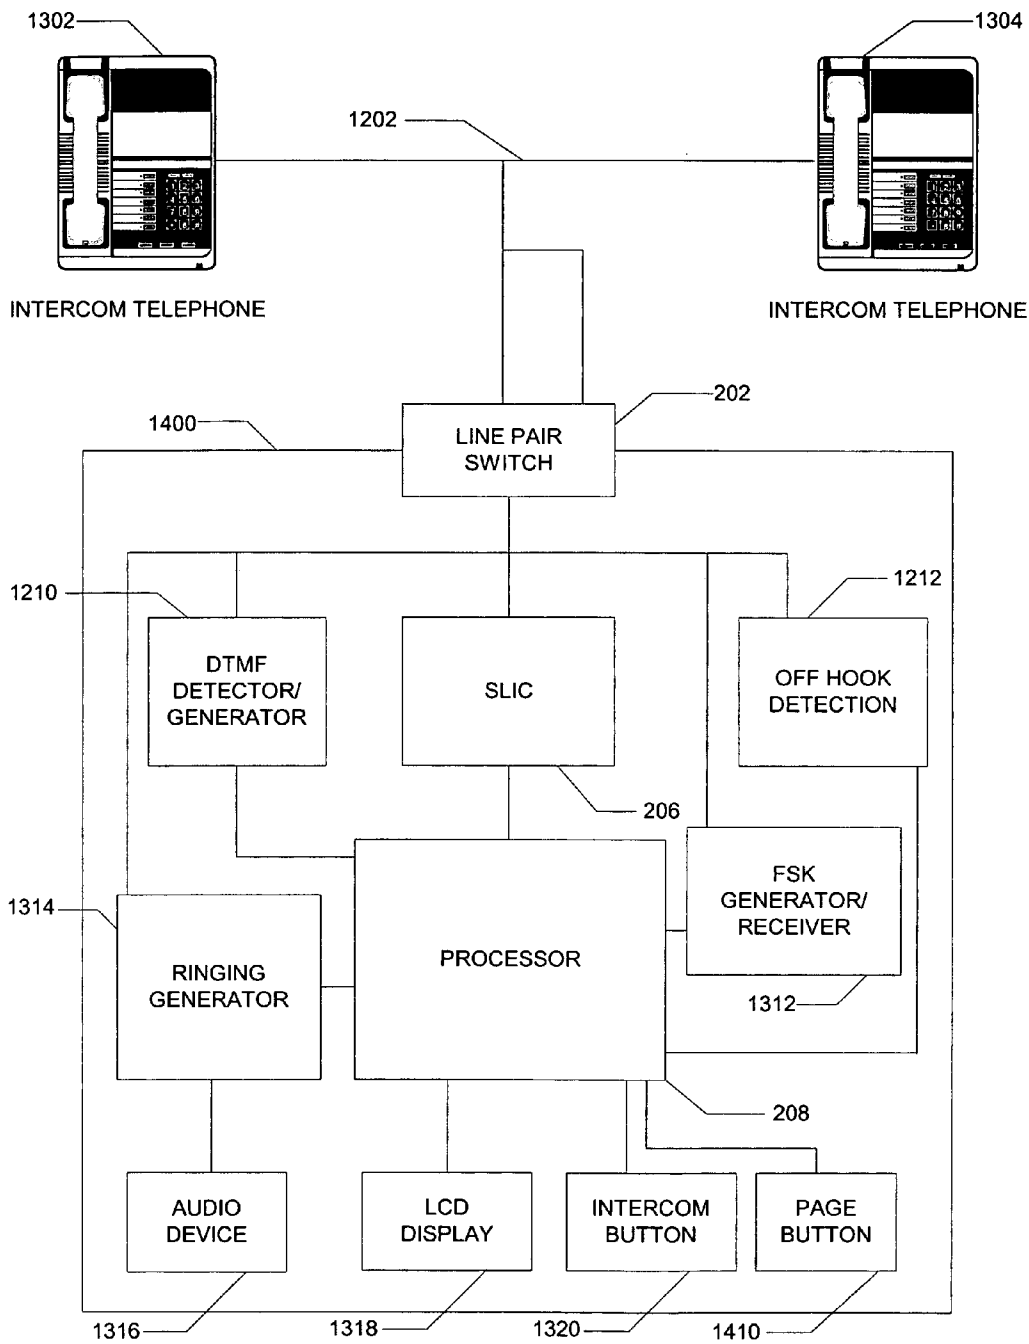 1302
1304
1202
INTERCOM TELEPHONE
INTERCOM TELEPHONE
202
1400
LINE PAIR
SWITCH
1210
1212
DTMF
DETECTOR/
GENERATOR
SLIC
OFF HOOK
DETECTION
206
FSK
GENERATOR/
RECEIVER
1314
PROCESSOR
RINGING
GENERATOR
1312
208
AUDIO
DEVICE
LCD
DISPLAY
INTERCOM
BUTTON
PAGE
BUTTON
1316
1318
1320
1410